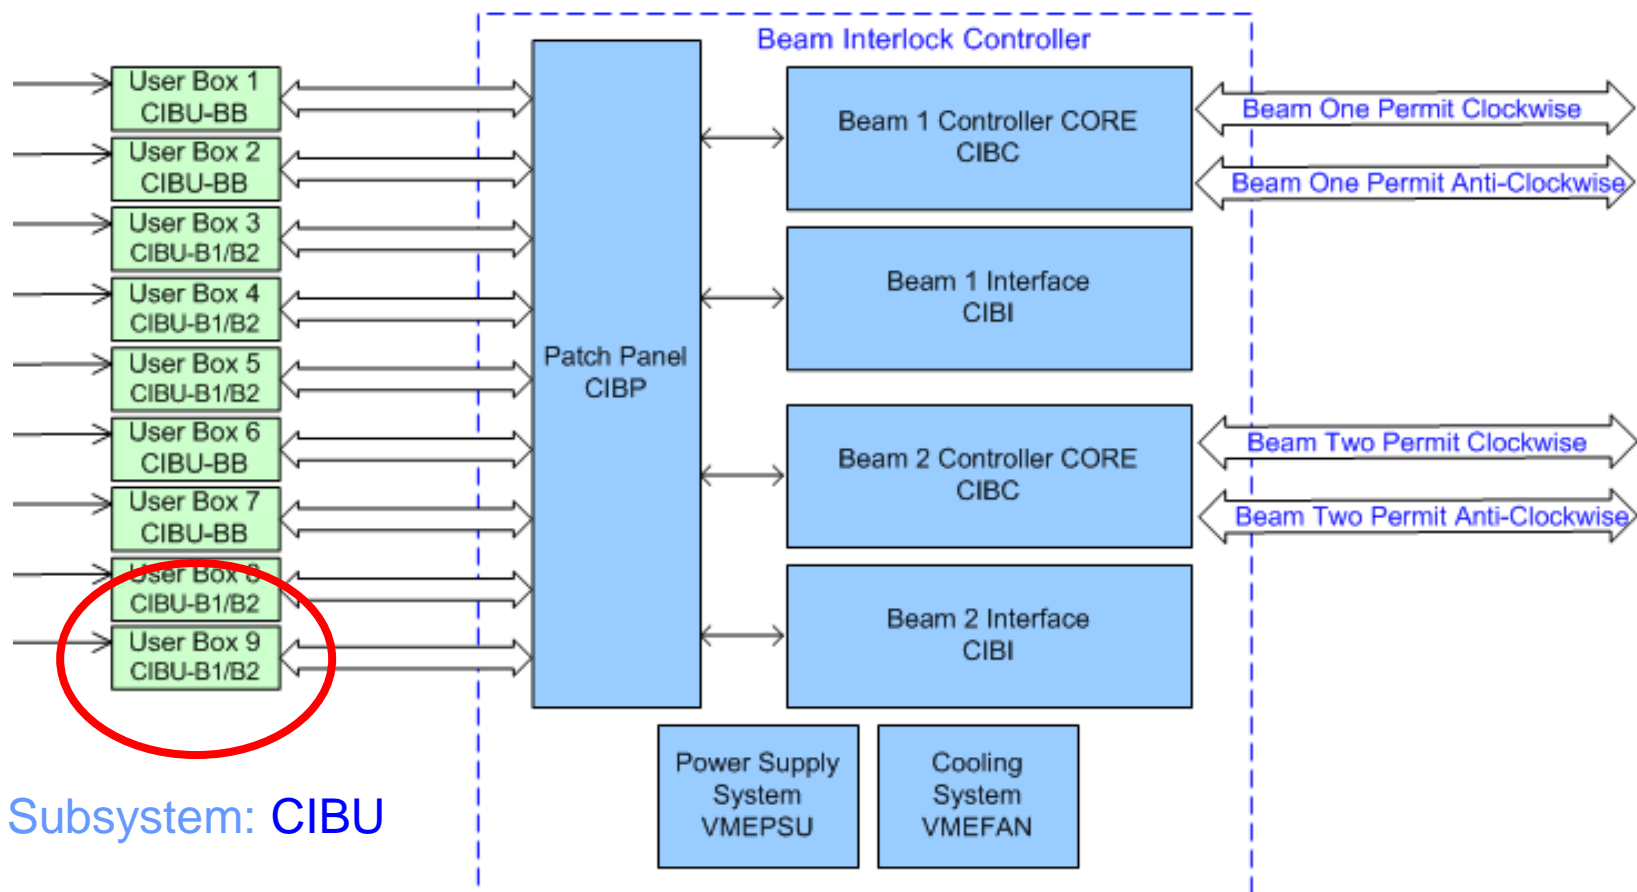 Beam Interlock Controller
User Box 1
CIBU-BB
User Box 2
CIBU-BB
User Box 3
CIBU-B1/B2
User Box 4
CIBU-B1/B2
User Box 5
CIBU-B1/B2
User Box 6
CIBU-BB
User Box 7
CIBU-BB
User Box 8
CIBU-B1/B2
User Box 9
CIBU-B1/B2
Patch Panel
CIBP
Beam 1 Controller CORE
CIBC
Beam 1 Interface
CIBI
Beam 2 Controller CORE
CIBC
Beam 2 Interface
CIBI
Beam One Permit Clockwise
Beam One Permit Anti-Clockwise
Beam Two Permit Clockwise
Beam Two Permit Anti-Clockwise
Power Supply
System
VMEPSU
Cooling
System
VMEFAN
Subsystem: CIBU